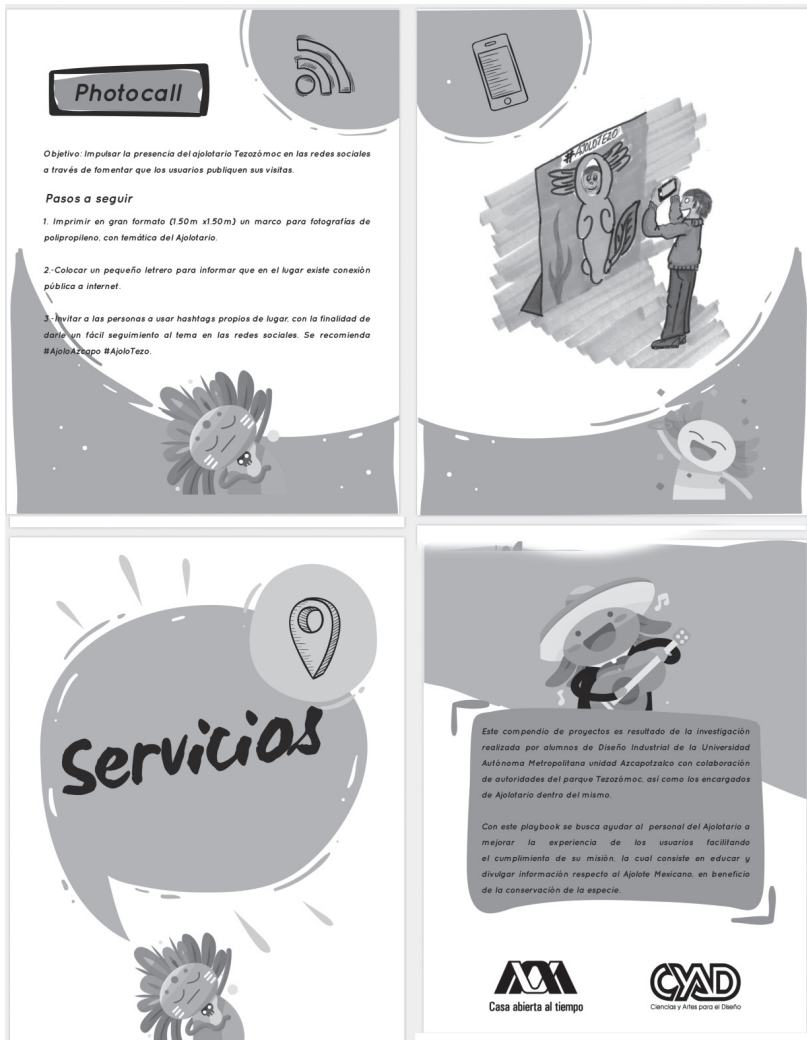 Photocall
Objetivo: Impulsar la presencia del ajolotario Tezozómoc en las redes sociales
a través de fomentar que los usuarios publiquen sus visitas.
Pasos a seguir
1. Imprimir en gran formato (1.50m x1.50m) un marco para fotografías de
polipropileno, con temática del Ajolotario.
2.-Colocar un pequeño letrero para informar que en el lugar existe conexión
pública a internet.
3.-Invitar a las personas a usar hashtags propios de lugar, con la finalidad de
darle un fácil seguimiento al tema en las redes sociales. Se recomienda
#AjoloAzcapo #AjoloTezo.
#AJOLOTEZO
Servicios
Este compendio de proyectos es resultado de la investigación
realizada por alumnos de Diseño Industrial de la Universidad
Autónoma Metropolitana unidad Azcapotzalco con colaboración
de autoridades del parque Tezozómoc, así como los encargados
de Ajolotario dentro del mismo.
Con este playbook se busca ayudar al personal del Ajolotario a
mejorar la experiencia de los usuarios facilitando
el cumplimiento de su misión, la cual consiste en educar y
divulgar información respecto al Ajolote Mexicano, en beneficio
de la conservación de la especie.
Casa abierta al tiempo
CYAD
Ciencias y Artes para el Diseño